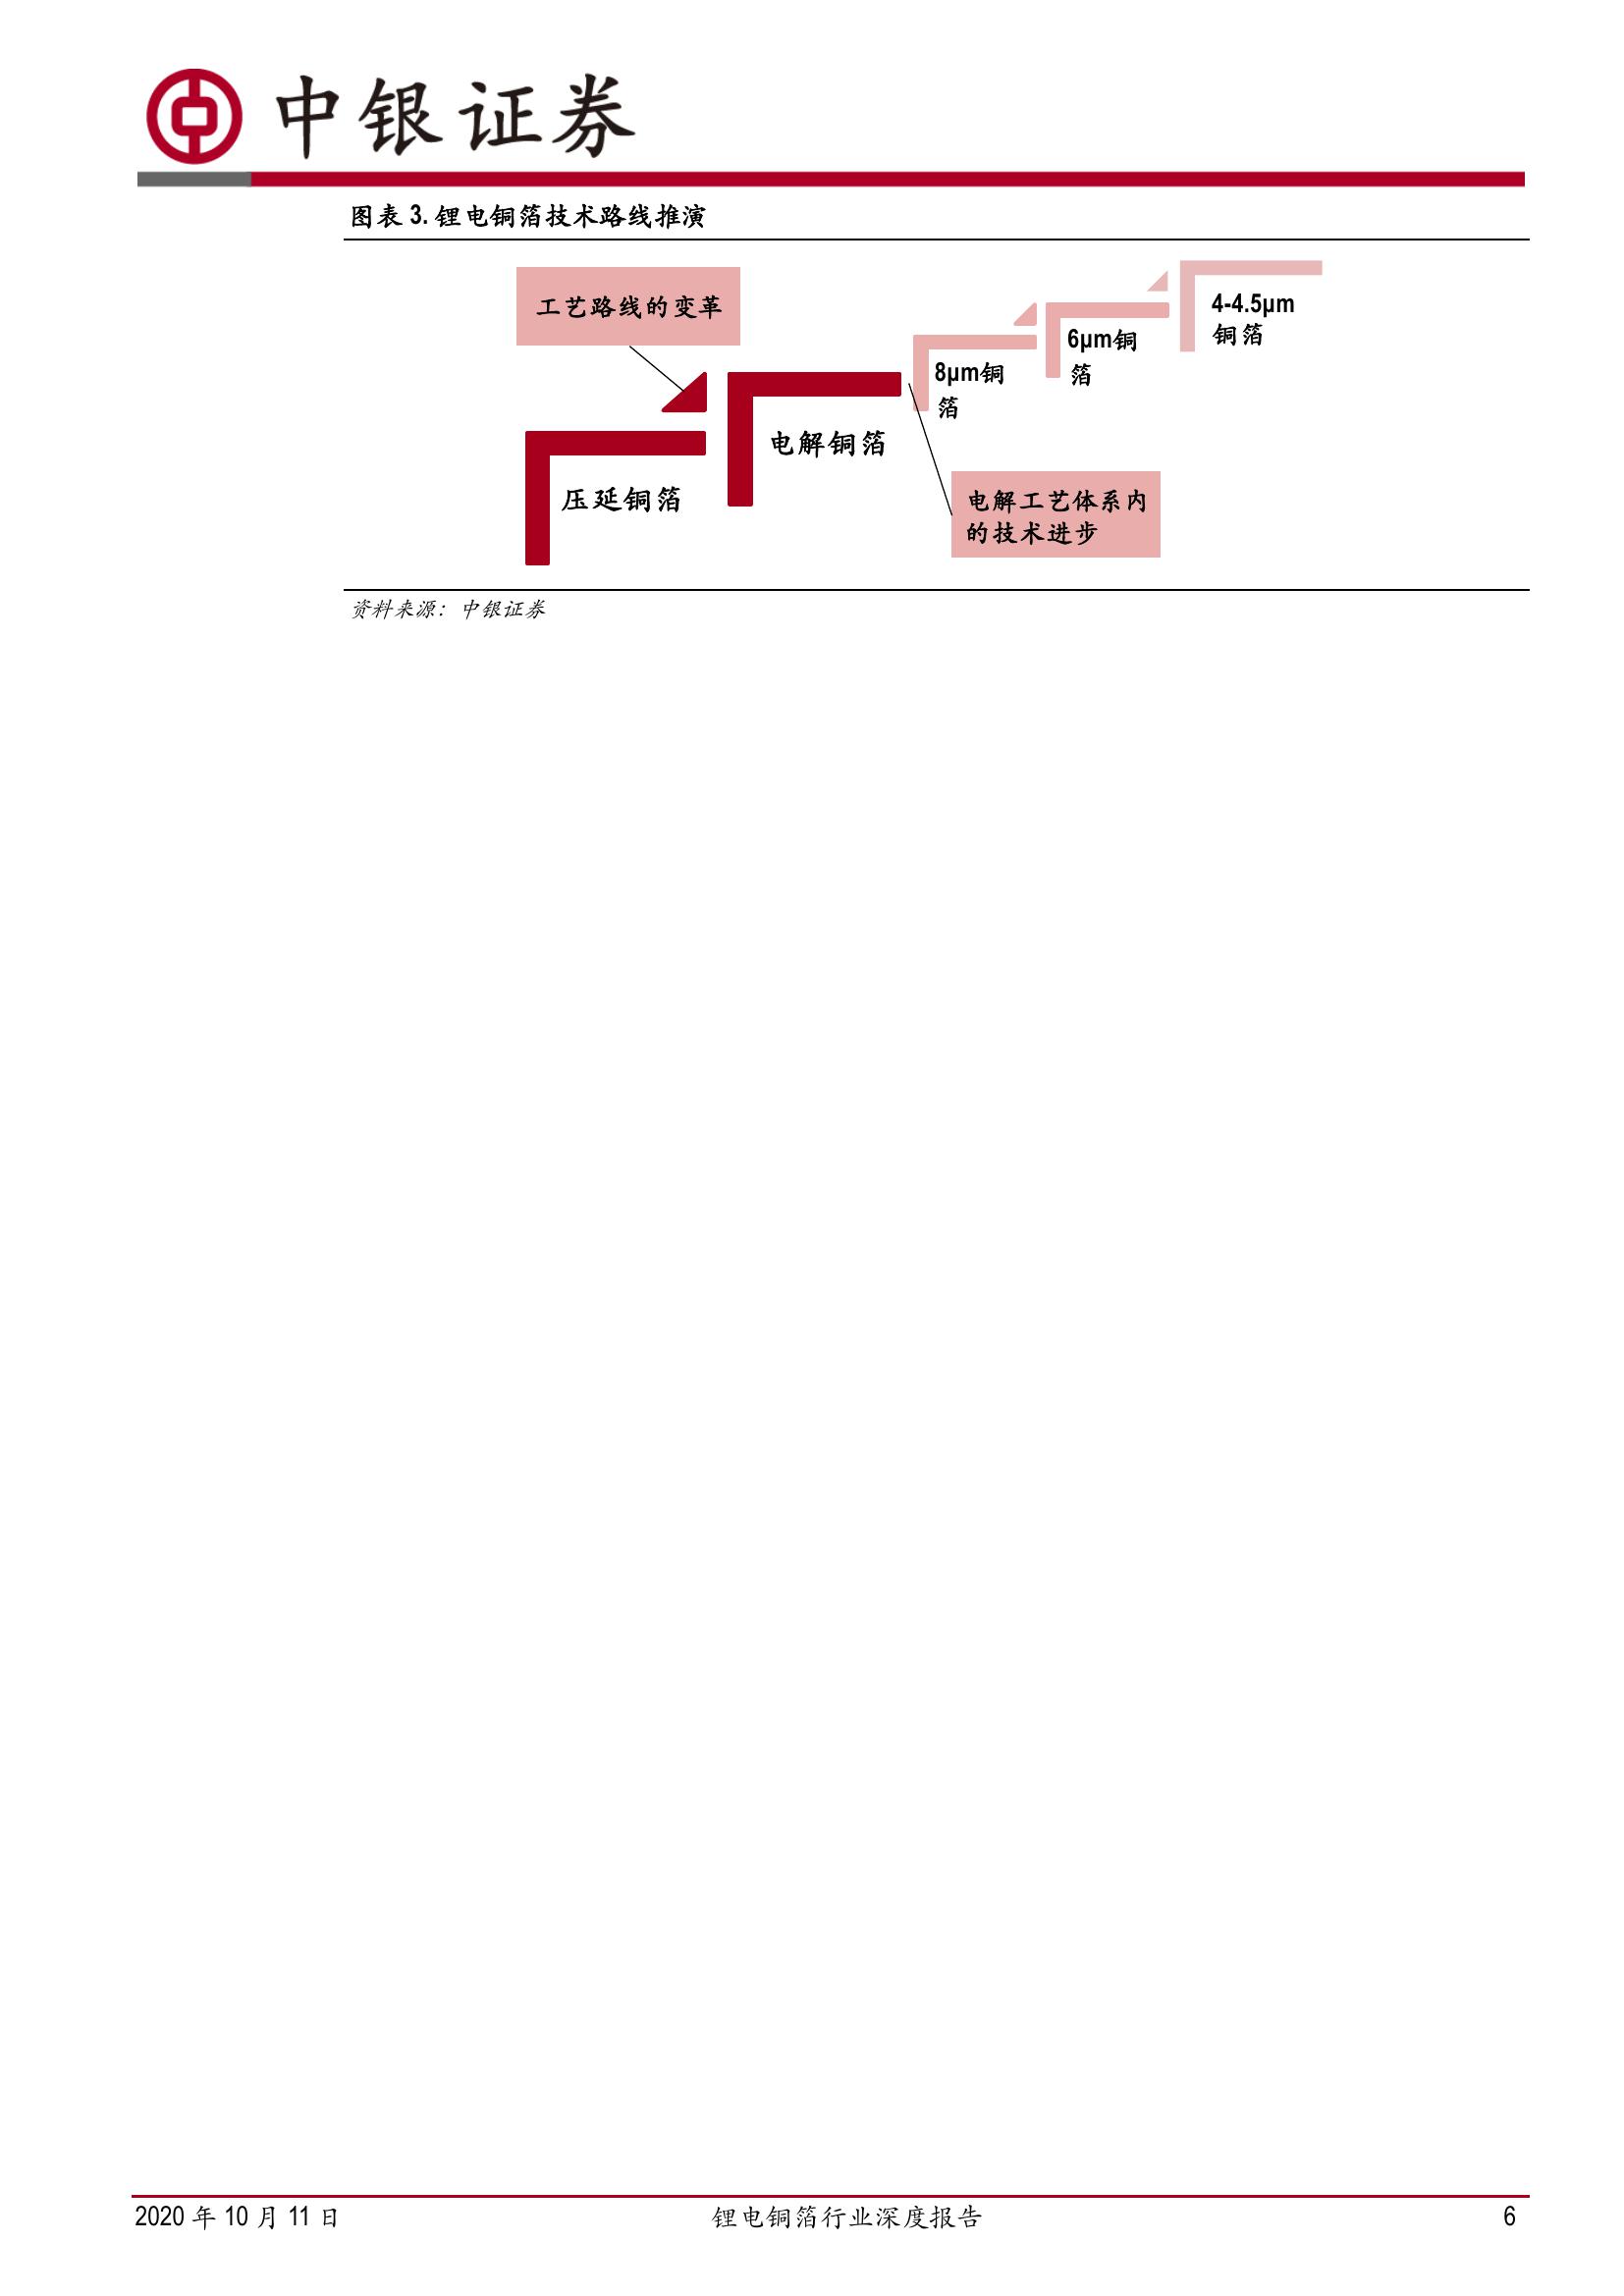 中银证券
图表 3. 锂电铜箔技术路线推演
工艺路线的变革
4-4.5µm
铜箔
6µm铜
箔
8µm铜
箔
电解铜箔
压延铜箔
电解工艺体系内
的技术进步
资料来源：中银证券
2020 年 10 月 11 日
锂电铜箔行业深度报告
6